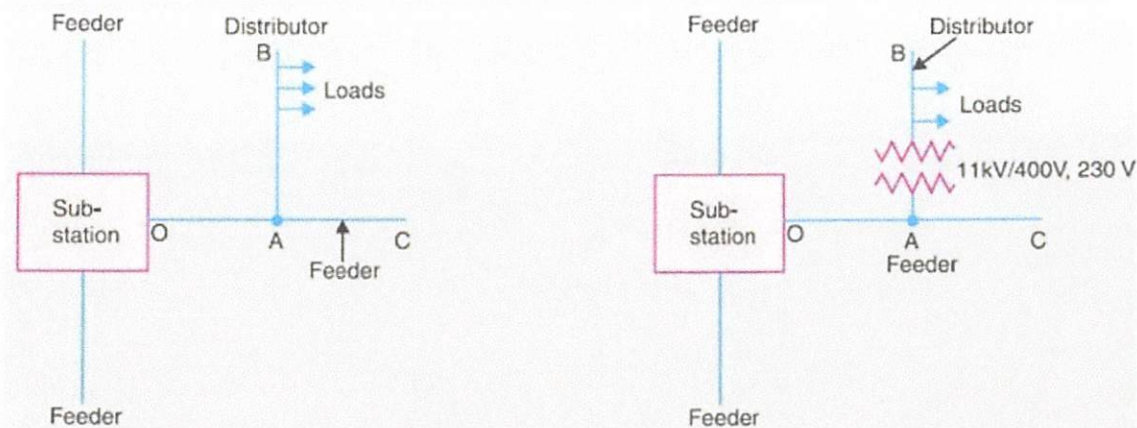 Feeder
Distributor
B
Loads
Sub-
station
O
A
C
Feeder
Feeder
Feeder
Distributor
B
Loads
11kV/400V, 230 V
Sub-
station
O
A
C
Feeder
Feeder